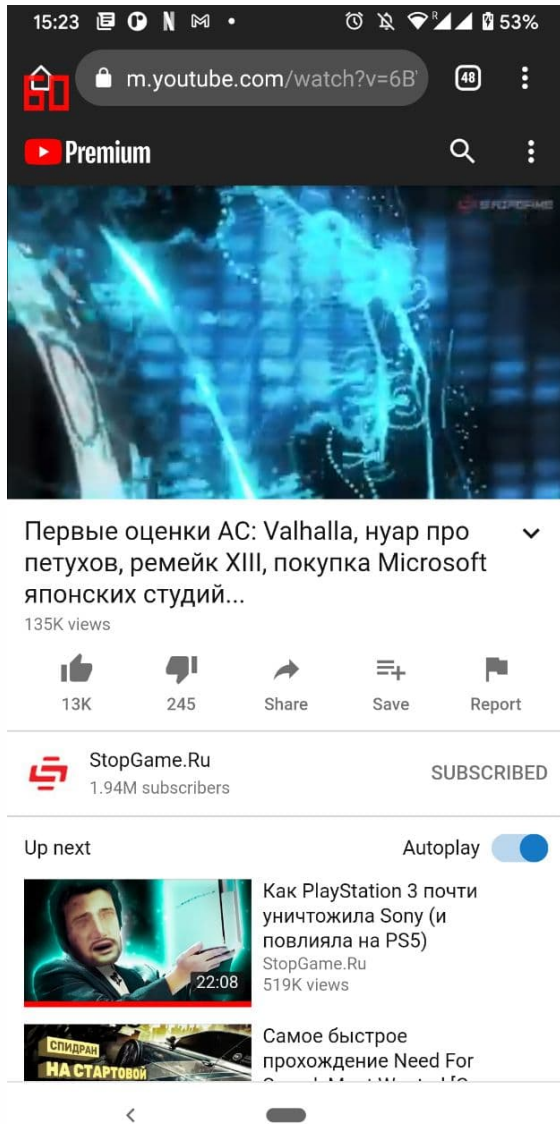 15:23
53%
60
m.youtube.com/watch?v=6B
48
Premium
STOPGAME
Первые оценки AC: Valhalla, нуар про
петухов, ремейк XIII, покупка Microsoft
японских студий...
135K views
13K
245
Share
Save
Report
StopGame.Ru
1.94M subscribers
SUBSCRIBED
Up next
Autoplay
Как PlayStation 3 почти
уничтожила Sony (и
повлияла на PS5)
StopGame.Ru
519K views
22:08
Самое быстрое
прохождение Need For
СПИДРАН
НА СТАРТОВОЙ